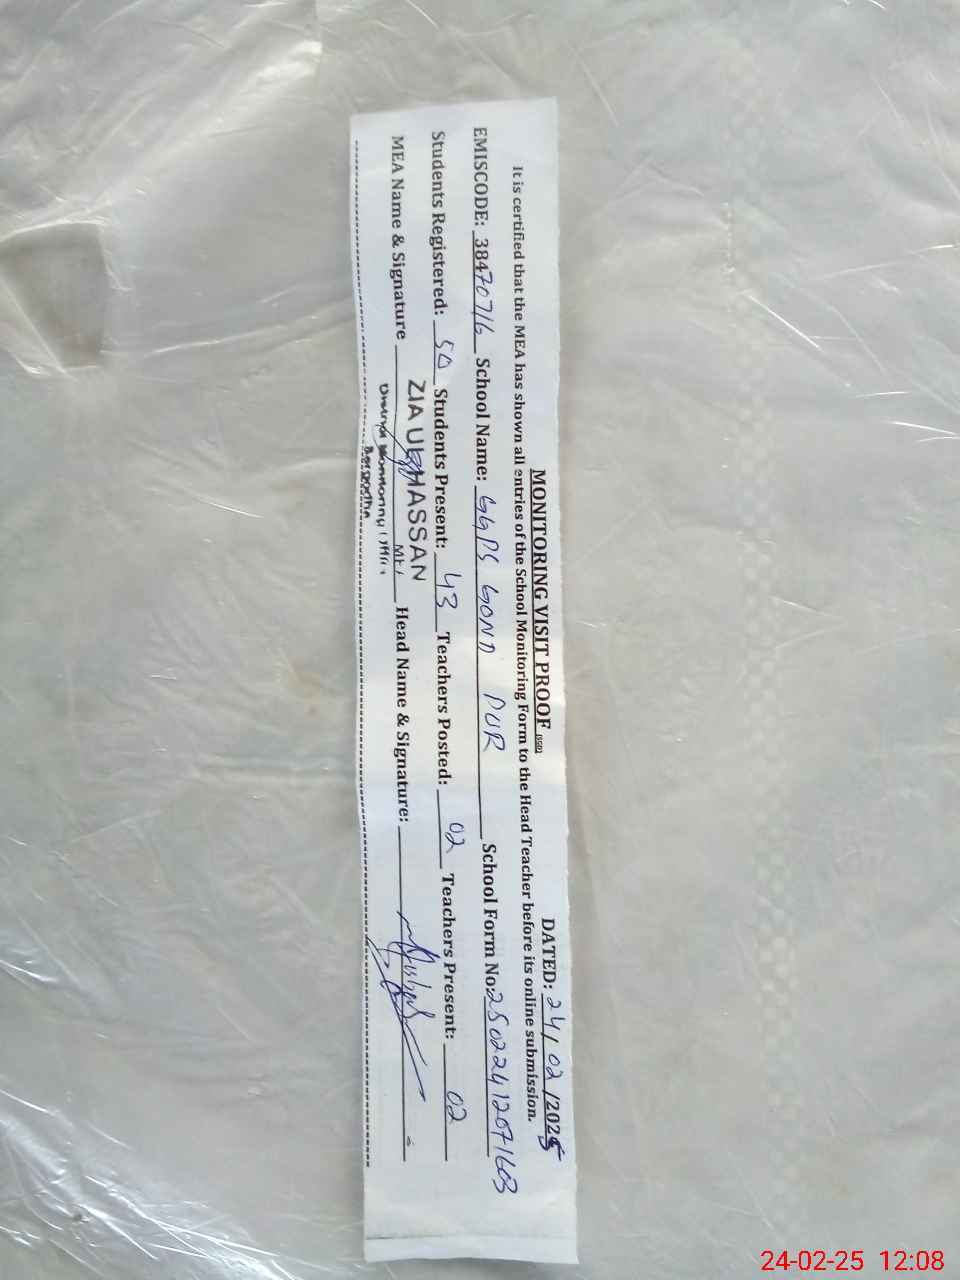 MONITORING VISIT PROOF (SSO) DATED: 24/02/2025
It is certified that the MEA has shown all entries of the School Monitoring Form to the Head Teacher before its online submission.
EMISCODE: 38470716 School Name: GGPS GOND PUR School Form No: 25022412071603
Students Registered: 50 Students Present: 43 Teachers Posted: 02 Teachers Present: 02
MEA Name & Signature ZIA UL HASSAN Head Name & Signature:
24-02-25 12:08